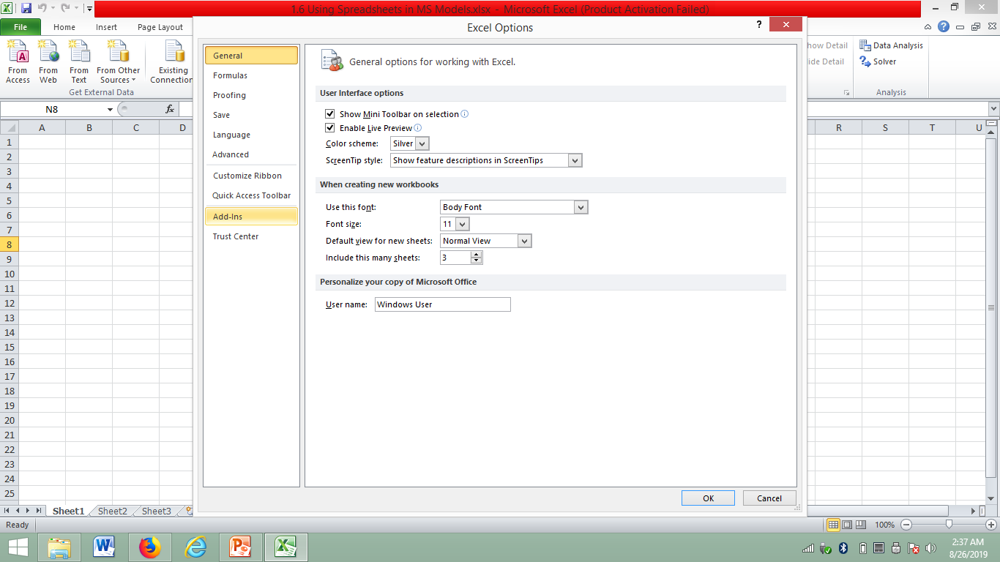 1.6 Using Spreadsheets in MS Models.xlsx - Microsoft Excel (Product Activation Failed)
File Home Insert Page Layout
Excel Options
From Access
From Web
From Text
From Other Sources
Existing
Get External Data
Data Analysis
Solver
Analysis
N8
fx
A B C D R S T U
1
2
3
4
5
6
7
8
9
10
11
12
13
14
15
16
17
18
19
20
21
22
23
24
25
General
Formulas
Proofing
Save
Language
Advanced
Customize Ribbon
Quick Access Toolbar
Add-Ins
Trust Center
General options for working with Excel.
User Interface options
Show Mini Toolbar on selection
Enable Live Preview
Color scheme: Silver
ScreenTip style: Show feature descriptions in ScreenTips
When creating new workbooks
Use this font: Body Font
Font size: 11
Default view for new sheets: Normal View
Include this many sheets: 3
Personalize your copy of Microsoft Office
User name: Windows User
OK Cancel
Sheet1 Sheet2 Sheet3
Ready
100%
2:37 AM
8/26/2019